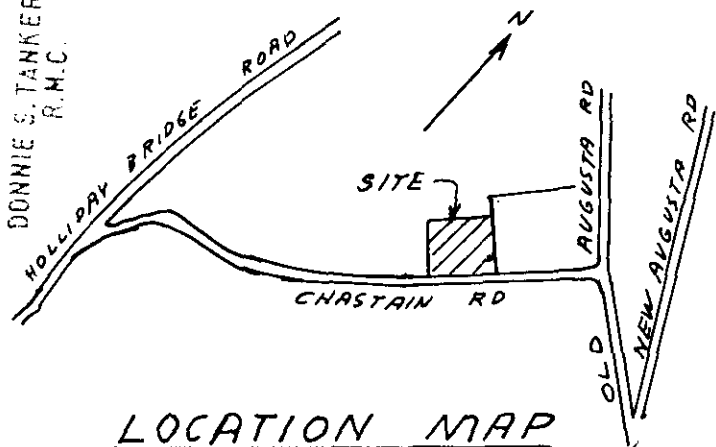 DONNIE S. TANKER
R.M.C.
HOLLIDAY BRIDGE ROAD
N
SITE
CHASTAIN RD
OLD AUGUSTA RD
NEW AUGUSTA RD
LOCATION MAP